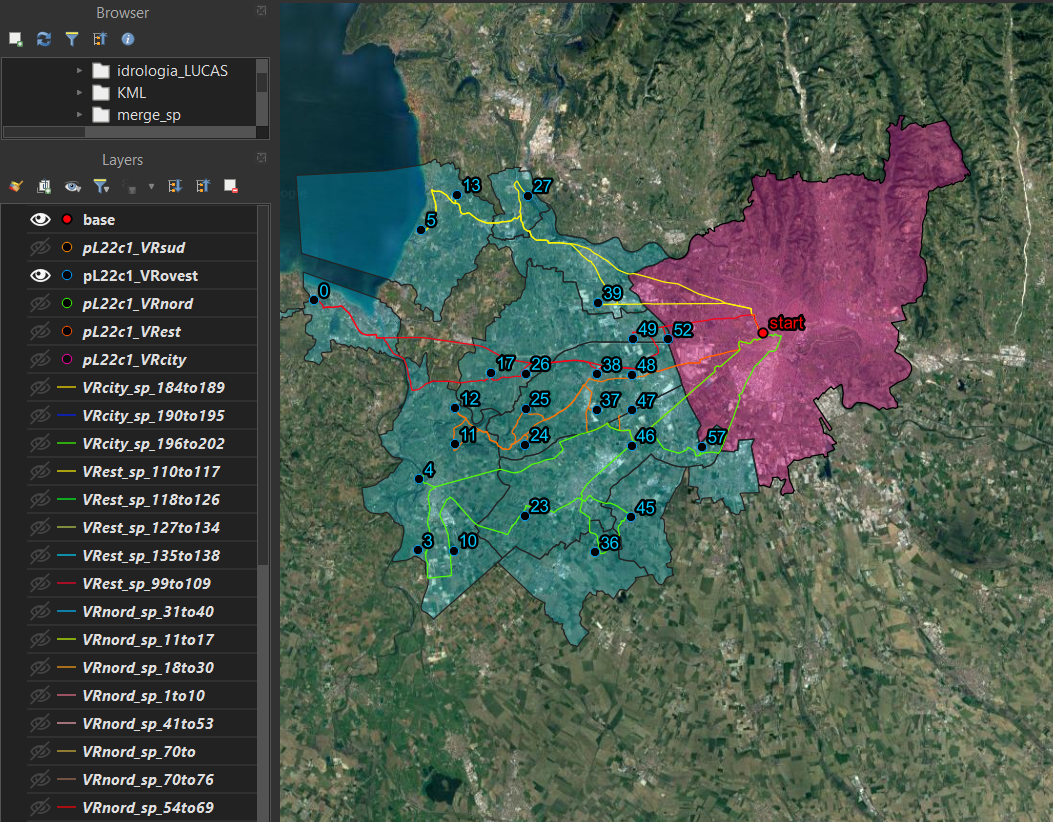 Browser
idrologia_LUCAS
KML
merge_sp
Layers
base
pL22c1_VRsud
pL22c1_VRovest
pL22c1_VRnord
pL22c1_VRest
pL22c1_VRcity
VRcity_sp_184to189
VRcity_sp_190to195
VRcity_sp_196to202
VRest_sp_110to117
VRest_sp_118to126
VRest_sp_127to134
VRest_sp_135to138
VRest_sp_99to109
VRnord_sp_31to40
VRnord_sp_11to17
VRnord_sp_18to30
VRnord_sp_1to10
VRnord_sp_41to53
VRnord_sp_70to
VRnord_sp_70to76
VRnord_sp_54to69
13
27
5
0
39
start
49
52
17
26
38
48
12
25
37
47
11
24
46
57
4
23
45
3
10
36